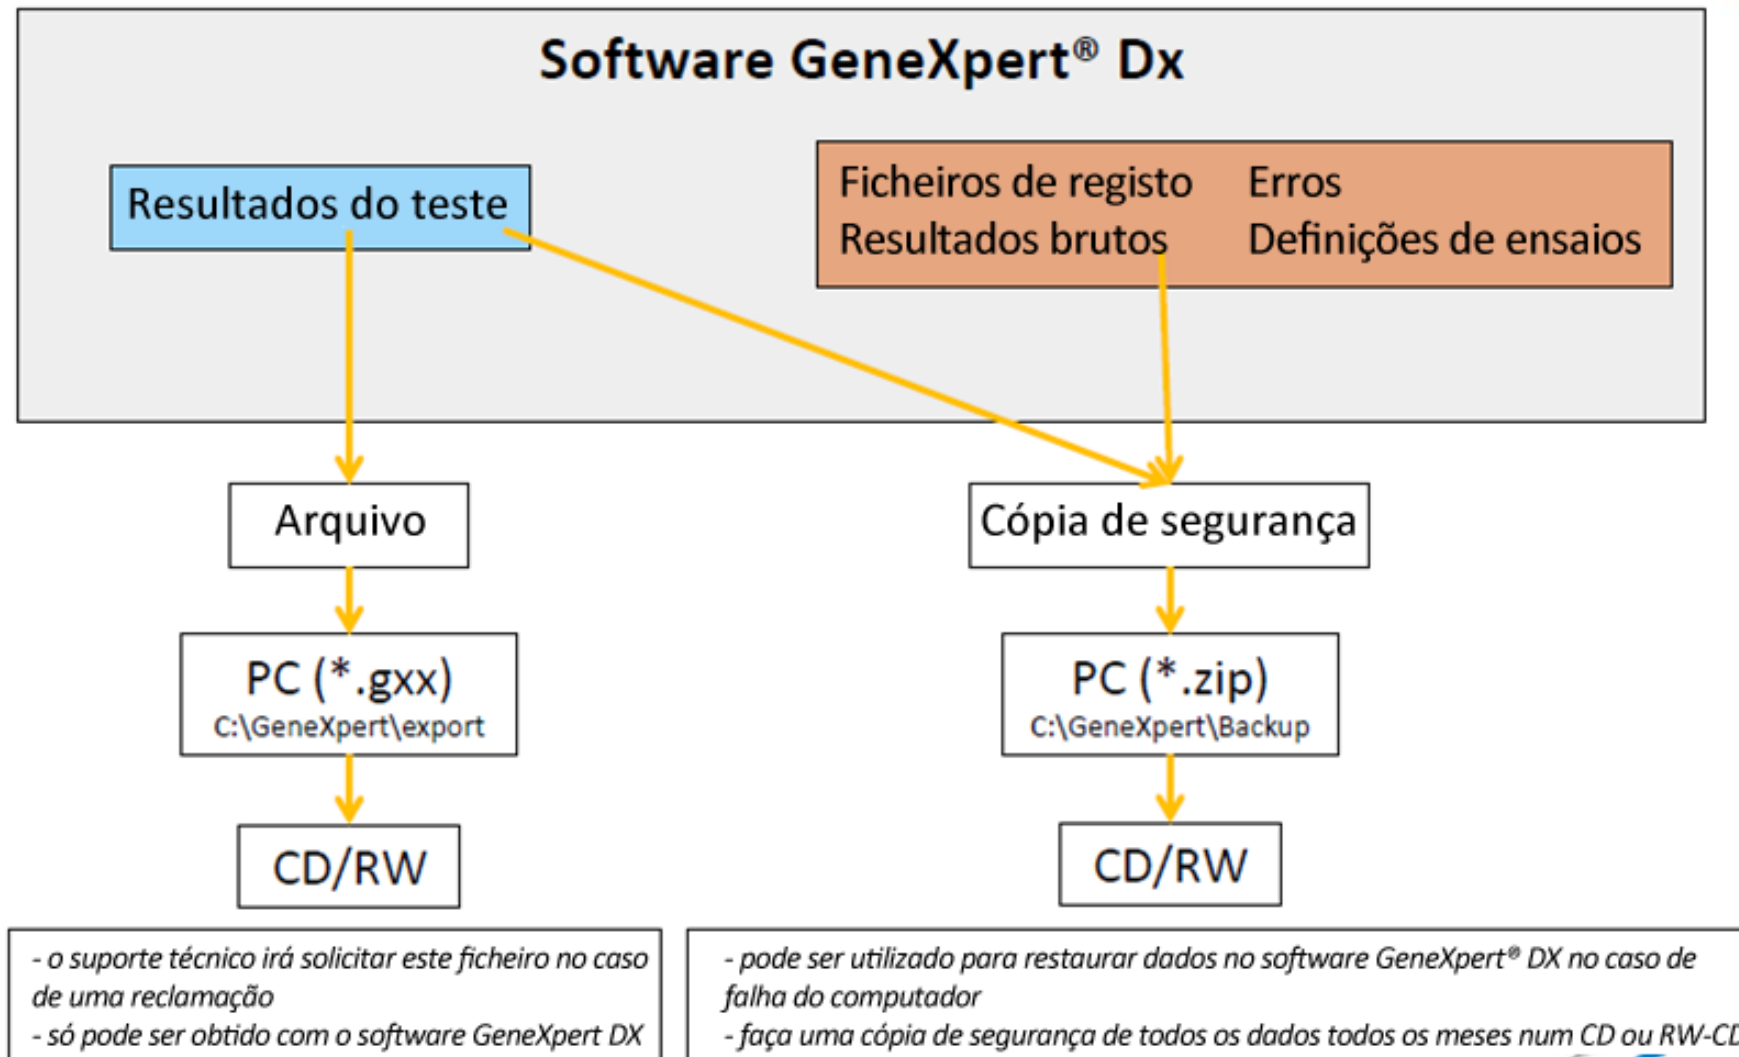 Software GeneXpert® Dx
Resultados do teste
Ficheiros de registo Erros
Resultados brutos Definições de ensaios
Arquivo
Cópia de segurança
PC (*.gxx)
C:\GeneXpert\export
PC (*.zip)
C:\GeneXpert\Backup
CD/RW
CD/RW
- o suporte técnico irá solicitar este ficheiro no caso
de uma reclamação
- só pode ser obtido com o software GeneXpert DX
- pode ser utilizado para restaurar dados no software GeneXpert® DX no caso de
falha do computador
- faça uma cópia de segurança de todos os dados todos os meses num CD ou RW-CD